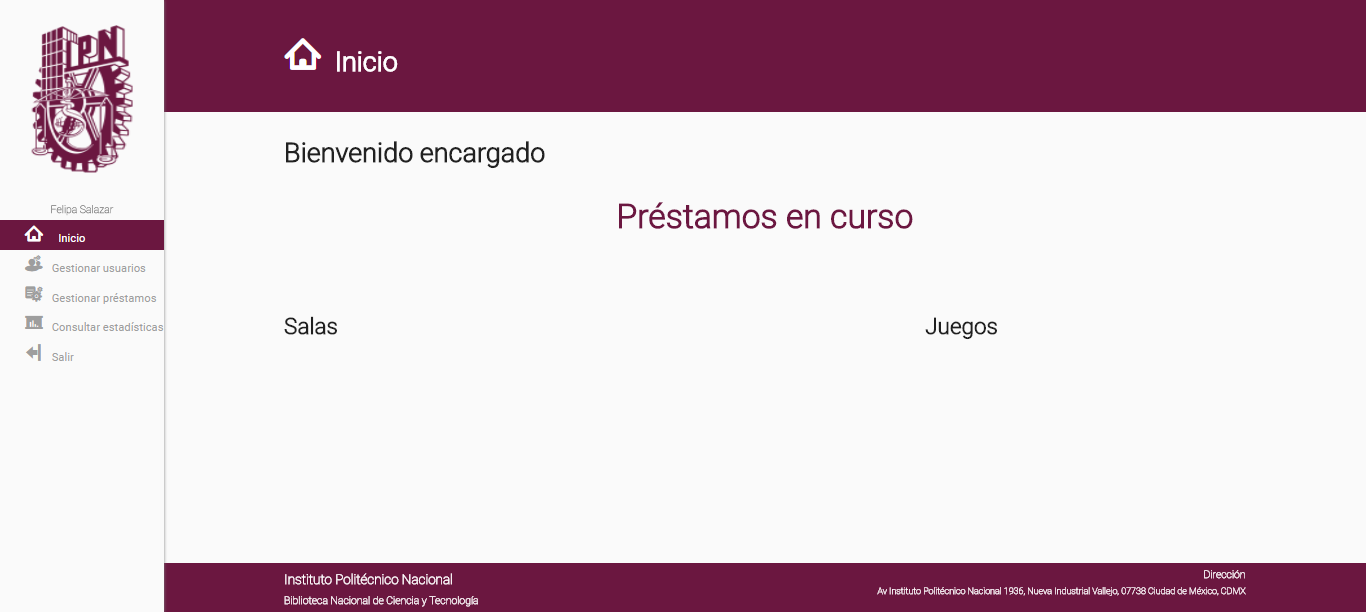 IPN
Felipa Salazar
Inicio
Gestionar usuarios
Gestionar préstamos
Consultar estadísticas
Salir
Inicio
Bienvenido encargado
Préstamos en curso
Salas
Juegos
Instituto Politécnico Nacional
Biblioteca Nacional de Ciencia y Tecnología
Dirección
Av Instituto Politécnico Nacional 1936, Nueva Industrial Vallejo, 07738 Ciudad de México, CDMX